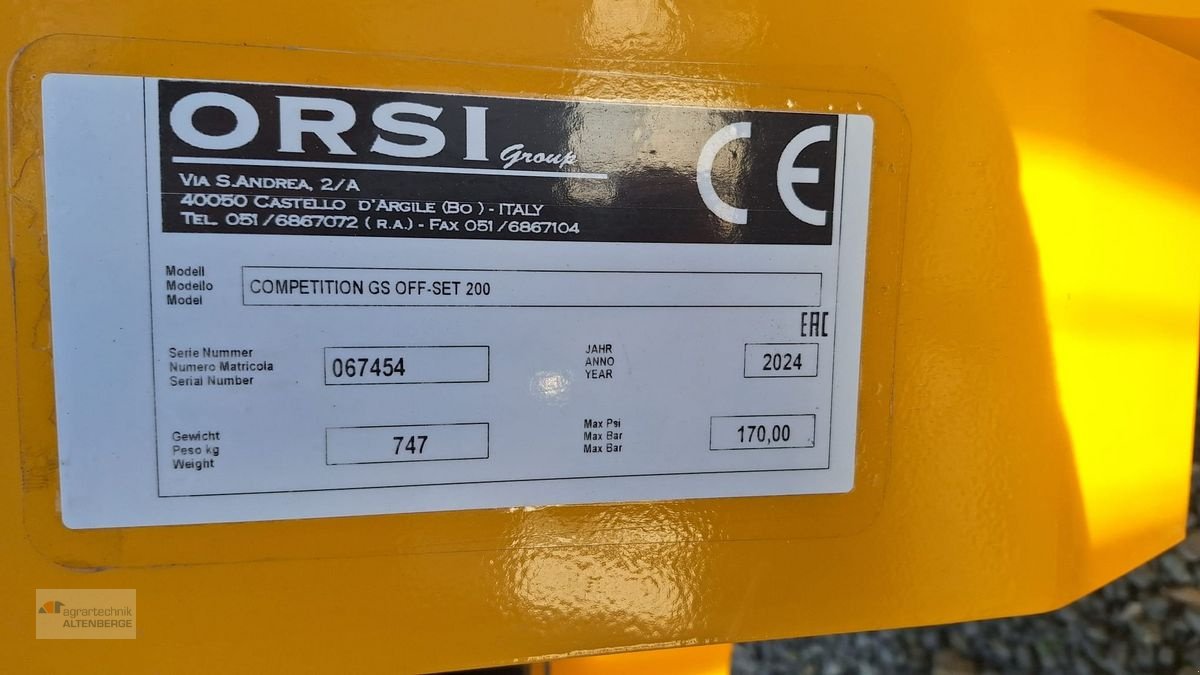 ORSI Group
VIA S.ANDREA, 2/A
40050 CASTELLO D'ARGILE (BO) - ITALY
TEL. 051/6867072 (R.A.) - FAX 051/6867104
CE
Modell
Modello
Model
COMPETITION GS OFF-SET 200
EAC
Serie Nummer
Numero Matricola
Serial Number
067454
JAHR
ANNO
YEAR
2024
Gewicht
Peso kg
Weight
747
Max Psi
Max Bar
Max Bar
170,00
agrartechnik
ALTENBERGE